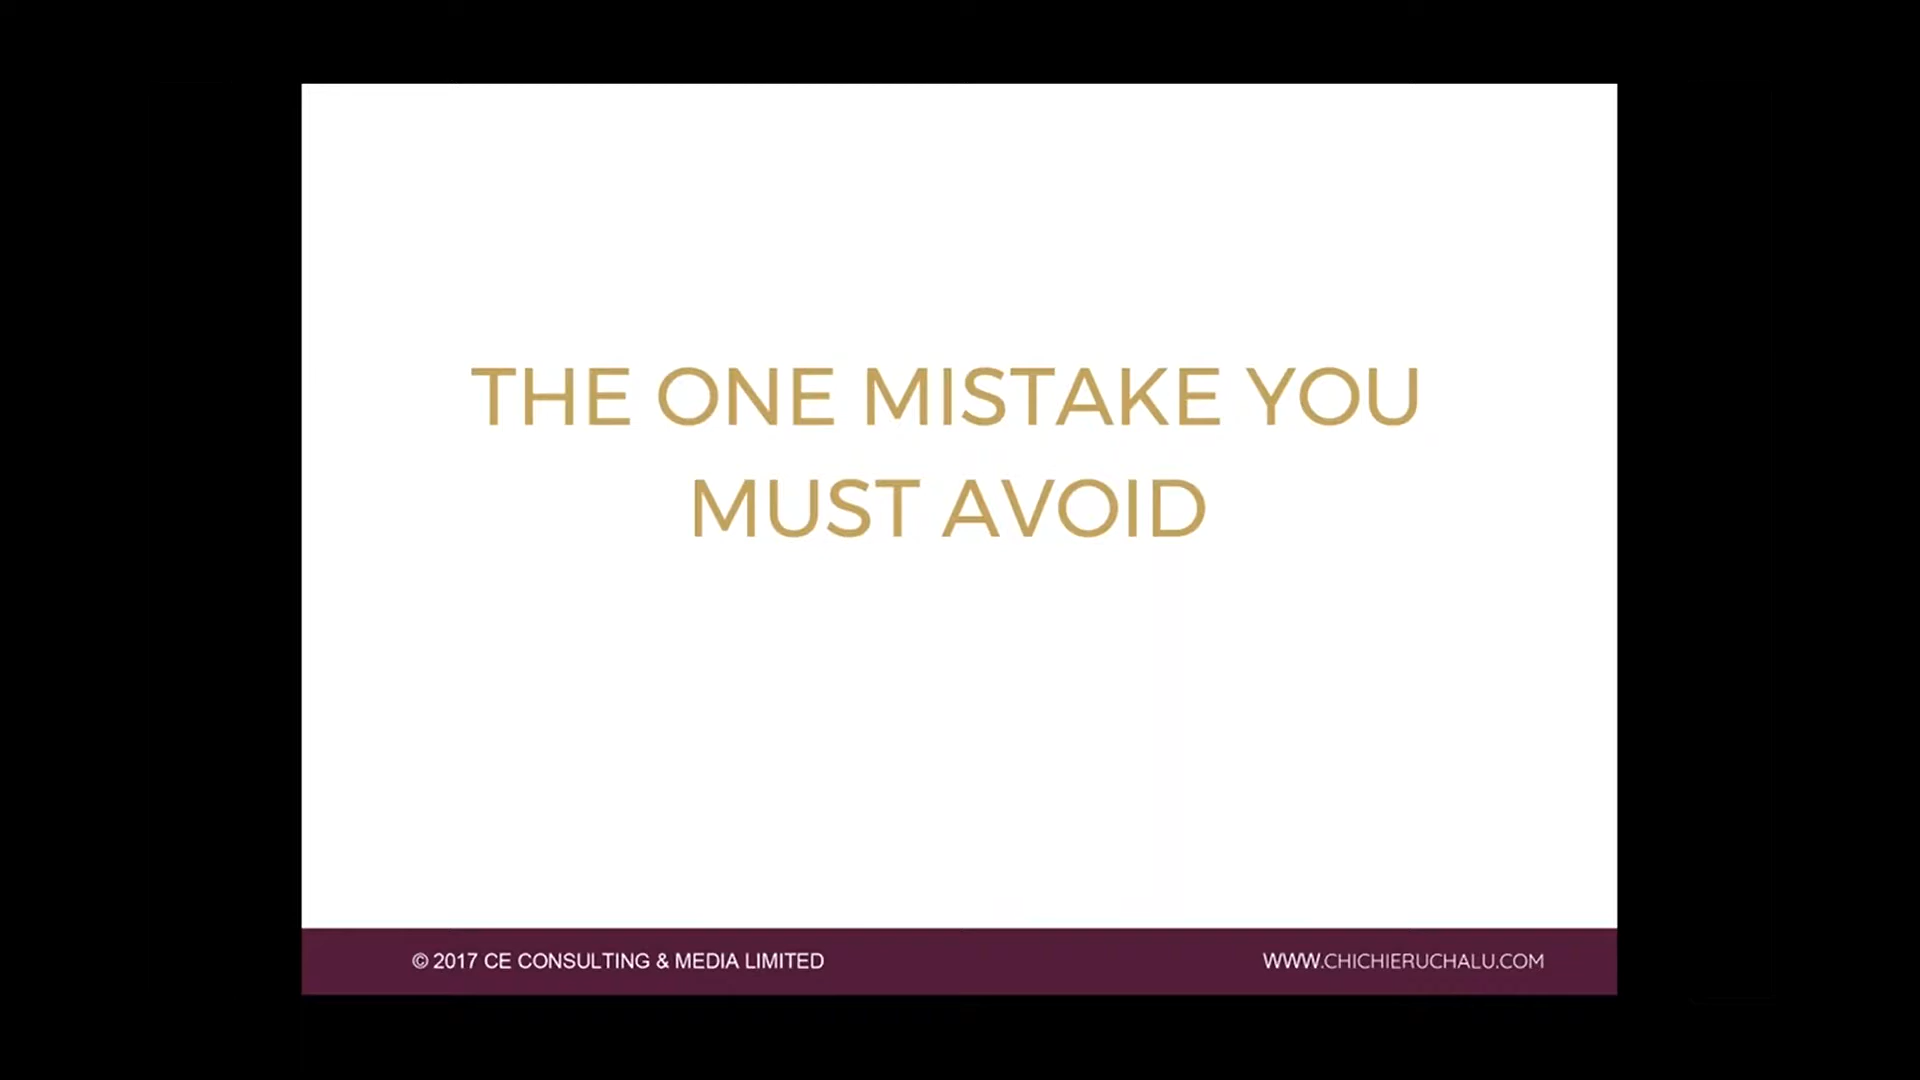 THE ONE MISTAKE YOU
MUST AVOID
© 2017 CE CONSULTING & MEDIA LIMITED
WWW.CHICHIERUCHALU.COM